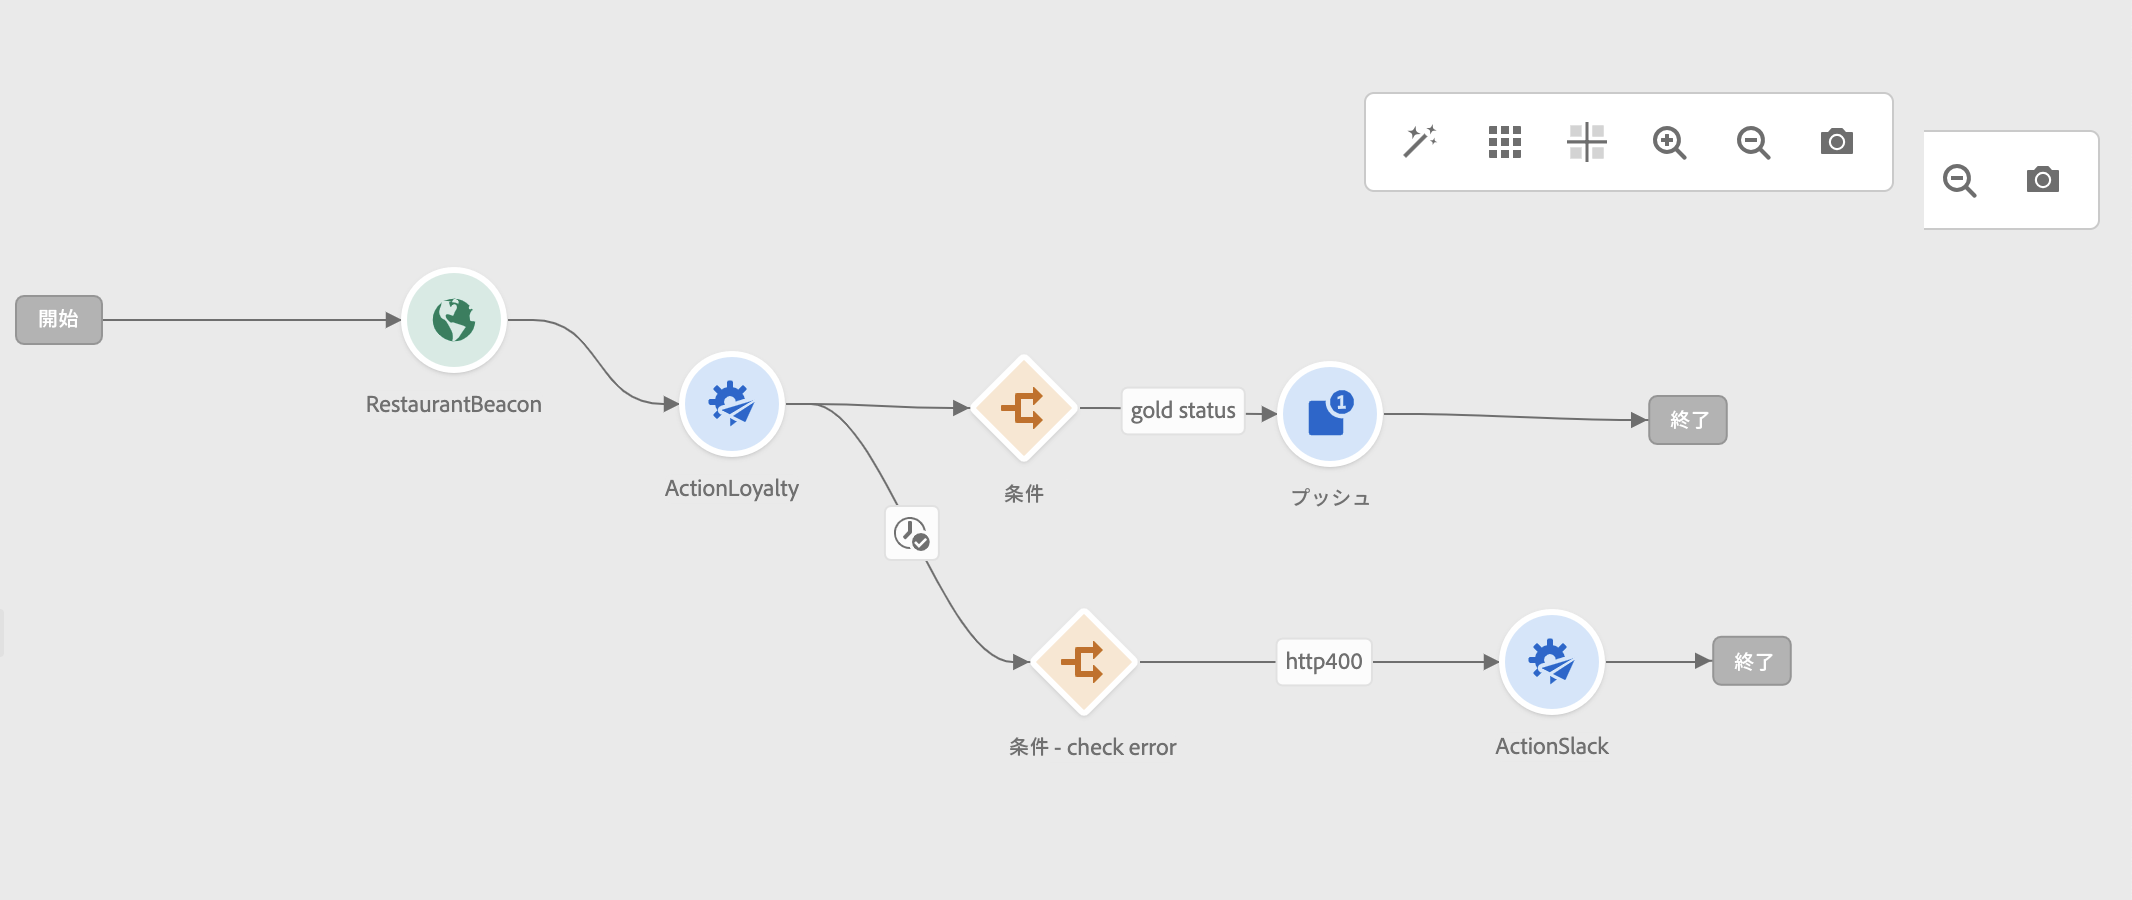 開始
RestaurantBeacon
ActionLoyalty
条件
gold status
1
プッシュ
終了
条件 - check error
http400
ActionSlack
終了